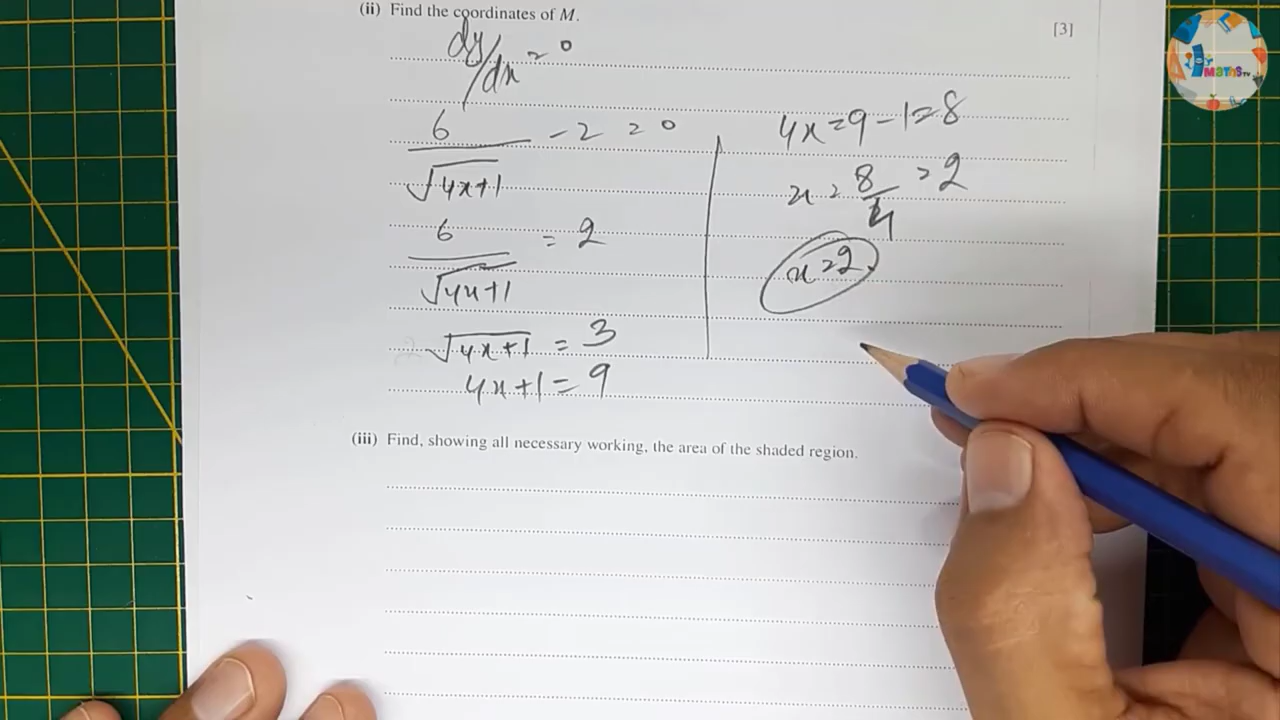 (ii) Find the coordinates of M.
[3]
dy/dx = 0
6/√4x+1 - 2 = 0
6/√4x+1 = 2
√4x+1 = 3
4x+1 = 9
4x = 9 - 1 = 8
x = 8/4 = 2
x = 2
(iii) Find, showing all necessary working, the area of the shaded region.
MATHS TV